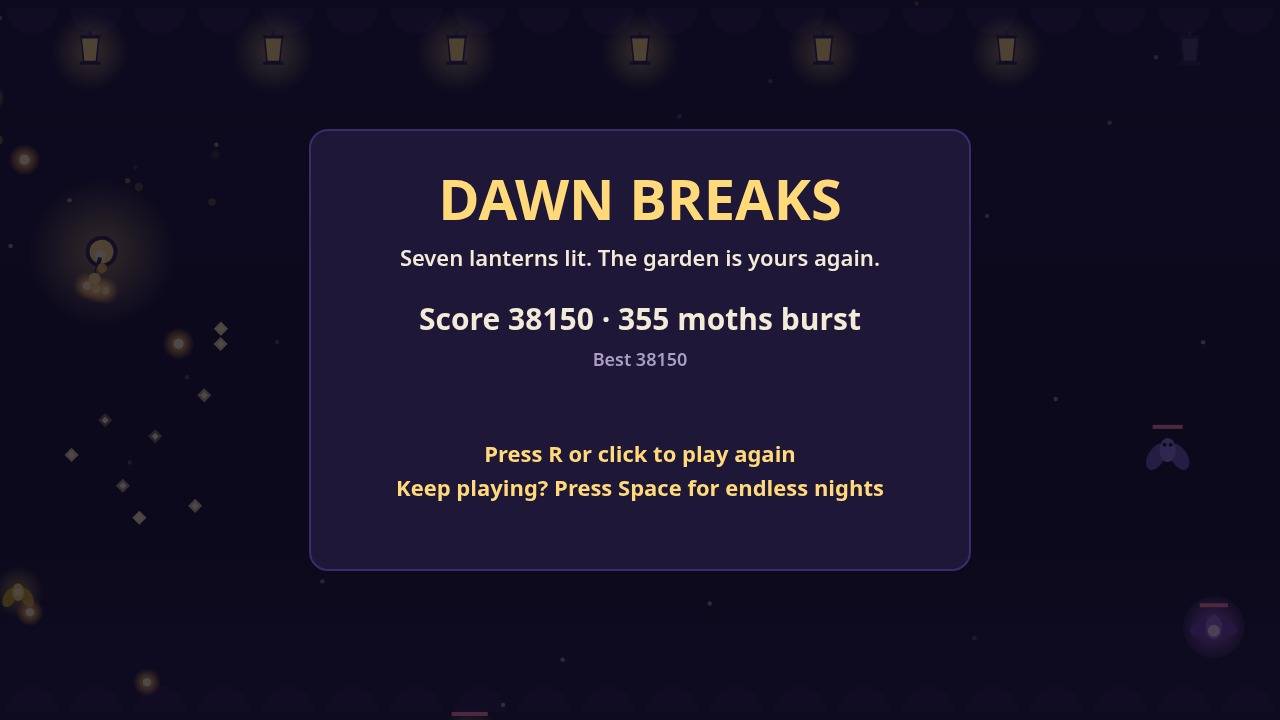 DAWN BREAKS
Seven lanterns lit. The garden is yours again.
Score 38150 · 355 moths burst
Best 38150
Press R or click to play again
Keep playing? Press Space for endless nights